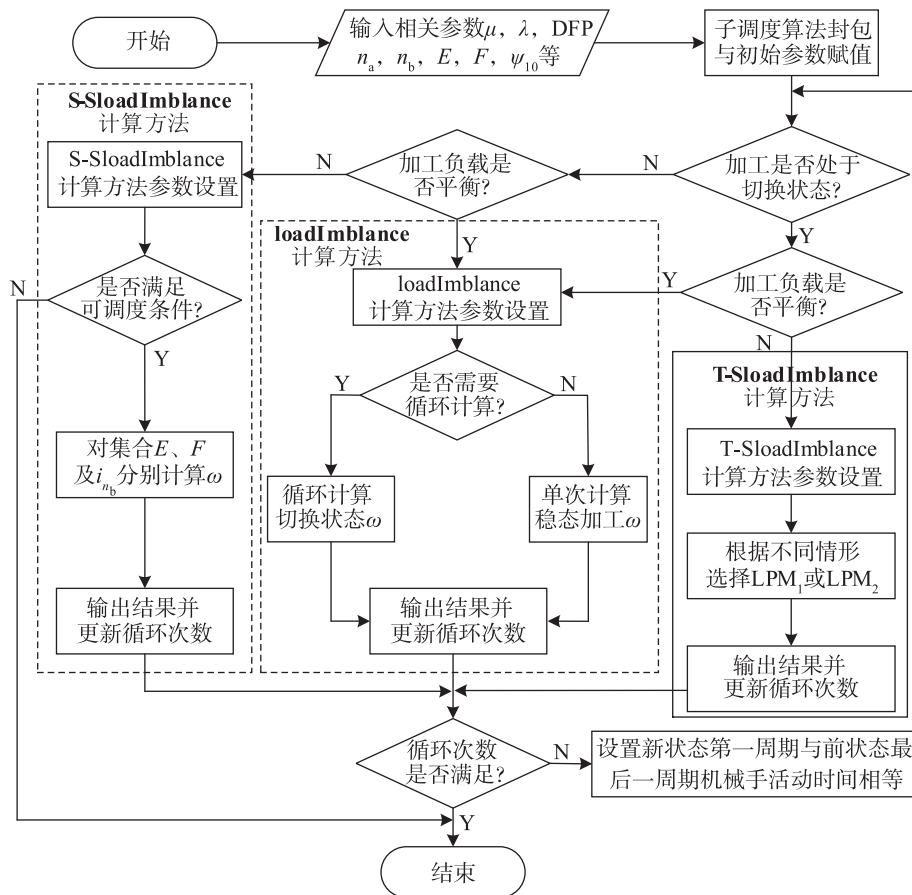 开始
输入相关参数μ, λ, DFP
n_a, n_b, E, F, ψ_10等
子调度算法封包
与初始参数赋值
S-SloadImblance
计算方法
S-SloadImblance
计算方法参数设置
N
加工负载是
否平衡?
N
加工是否处于
切换状态?
loadImblance
计算方法
Y
Y
N
是否满足
可调度条件?
loadImblance
计算方法参数设置
Y
加工负载是
否平衡?
N
Y
Y
是否需要
循环计算?
N
T-SloadImblance
计算方法
对集合E、F
及i_{n_b}分别计算ω
T-SloadImblance
计算方法参数设置
循环计算
切换状态ω
单次计算
稳态加工ω
根据不同情形
选择LPM_1或LPM_2
输出结果并
更新循环次数
输出结果并
更新循环次数
输出结果并
更新循环次数
循环次数
是否满足?
N
设置新状态第一周期与前状态最
后一周期机械手活动时间相等
Y
结束